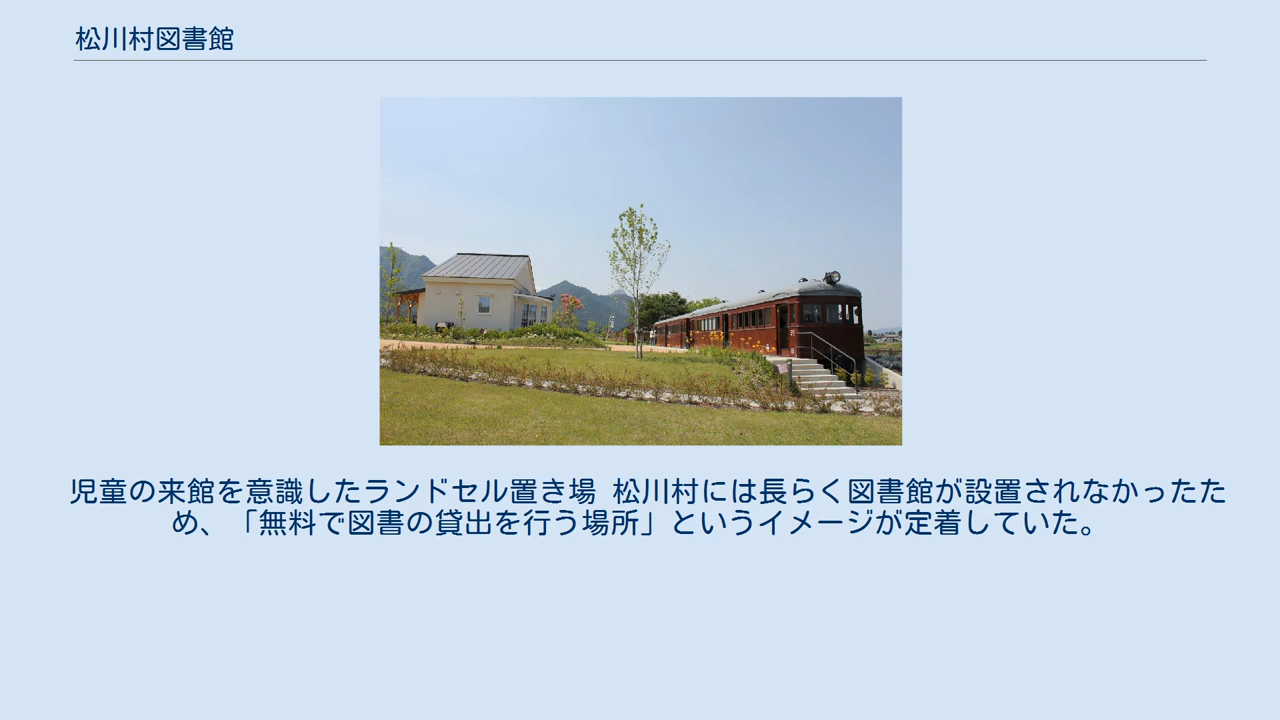 松川村図書館
児童の来館を意識したランドセル置き場 松川村には長らく図書館が設置されなかったた
め、「無料で図書の貸出を行う場所」というイメージが定着していた。